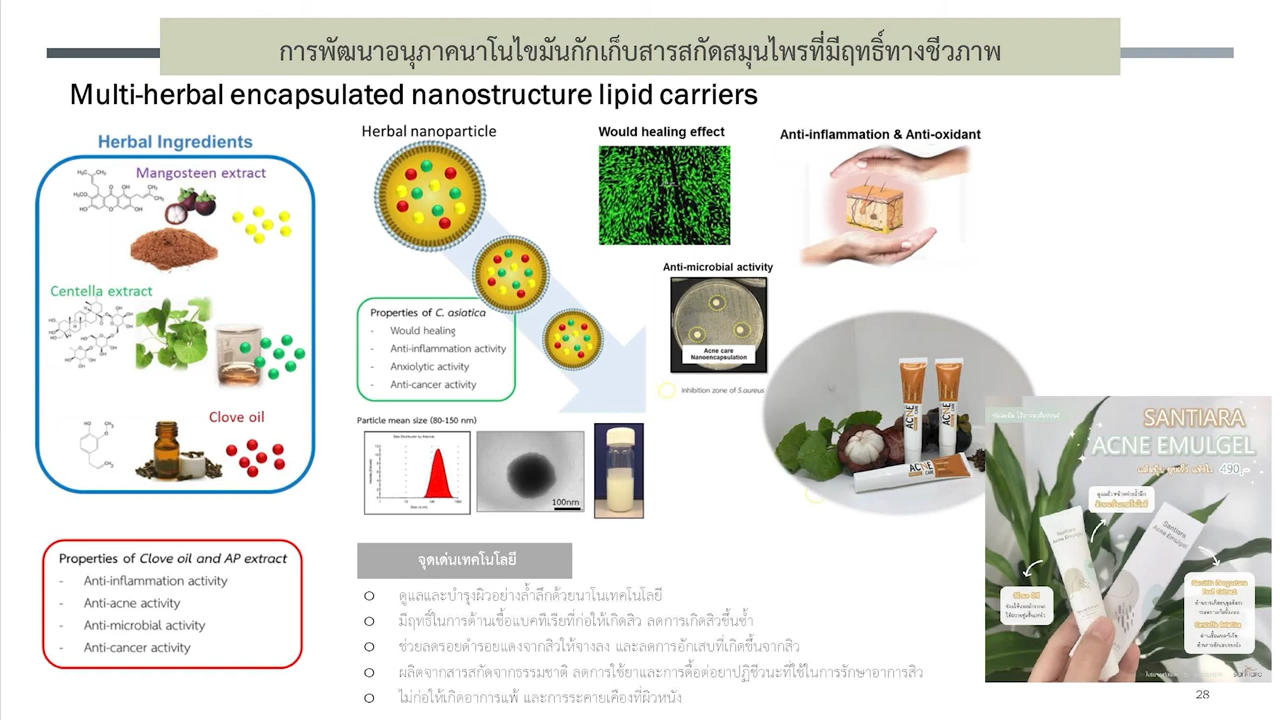 การพัฒนาอนุภาคนาโนไขมันกักเก็บสารสกัดสมุนไพรที่มีฤทธิ์ทางชีวภาพ
Multi-herbal encapsulated nanostructure lipid carriers
Herbal Ingredients
Mangosteen extract
Centella extract
Clove oil
Properties of Clove oil and AP extract
- Anti-inflammation activity
- Anti-acne activity
- Anti-microbial activity
- Anti-cancer activity
Herbal nanoparticle
Properties of C. asiatica
- Would healing
- Anti-inflammation activity
- Anxiolytic activity
- Anti-cancer activity
Particle mean size (80-150 nm)
100nm
Would healing effect
Anti-inflammation & Anti-oxidant
Anti-microbial activity
Acne care
Nanoencapsulation
Inhibition zone of S.aureus
ACNE
CARE
SANTIARA
ACNE EMULGEL
490
Santiara
Acne Emulgel
Santiara
Acne Emulgel
จุดเด่นเทคโนโลยี
o ดูแลและบำรุงผิวอย่างล้ำลึกด้วยนาโนเทคโนโลยี
o มีฤทธิ์ในการต้านเชื้อแบคทีเรียที่ก่อให้เกิดสิว ลดการเกิดสิวขึ้นซ้ำ
o ช่วยลดรอยดำรอยแดงจากสิวให้จางลง และลดการอักเสบที่เกิดขึ้นจากสิว
o ผลิตจากสารสกัดจากธรรมชาติ ลดการใช้ยาและการดื้อต่อยาปฏิชีวนะที่ใช้ในการรักษาอาการสิว
o ไม่ก่อให้เกิดอาการแพ้ และการระคายเคืองที่ผิวหนัง
28